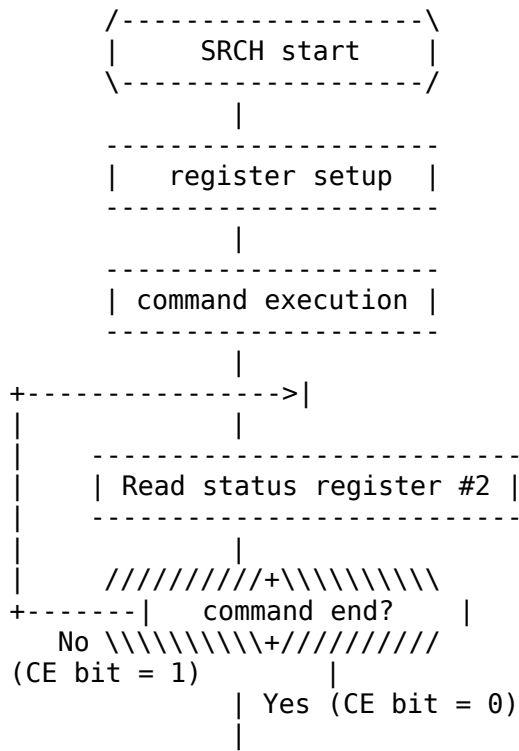 SRCH start
register setup
command execution
Read status register #2
command end?
No
(CE bit = 1)
Yes (CE bit = 0)